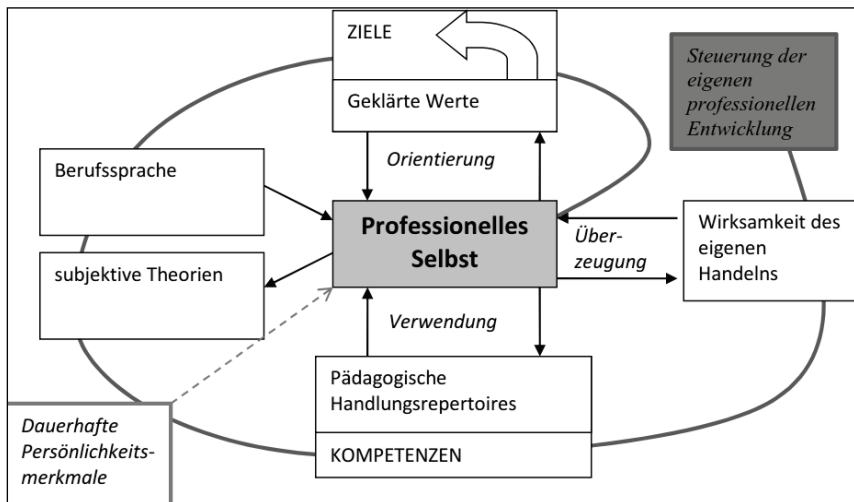 ZIELE
Geklärte Werte
Steuerung der
eigenen
professionellen
Entwicklung
Orientierung
Berufssprache
Professionelles
Selbst
Über-
zeugung
Wirksamkeit des
eigenen
Handelns
subjektive Theorien
Verwendung
Pädagogische
Handlungsrepertoires
KOMPETENZEN
Dauerhafte
Persönlichkeits-
merkmale